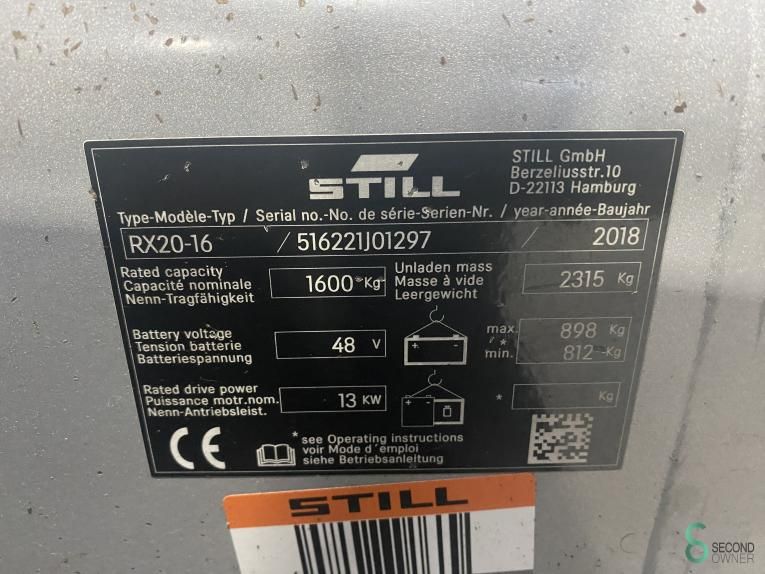 STILL
STILL GmbH
Berzeliusstr.10
D-22113 Hamburg
Type-Modèle-Typ / Serial no.-No. de série-Serien-Nr. / year-année-Baujahr
RX20-16 / 516221J01297 / 2018
Rated capacity
Capacité nominale
Nenn-Tragfähigkeit
1600 Kg
Unladen mass
Masse à vide
Leergewicht
2315 Kg
Battery voltage
Tension batterie
Batteriespannung
48 V
+ -
max. 898 Kg
*
min. 812 Kg
Rated drive power
Puissance motr.nom.
Nenn-Antriebsleist.
13 KW
+ -
* Kg
CE
*see Operating instructions
voir Mode d´emploi
siehe Betriebsanleitung
STILL
SECOND
OWNER